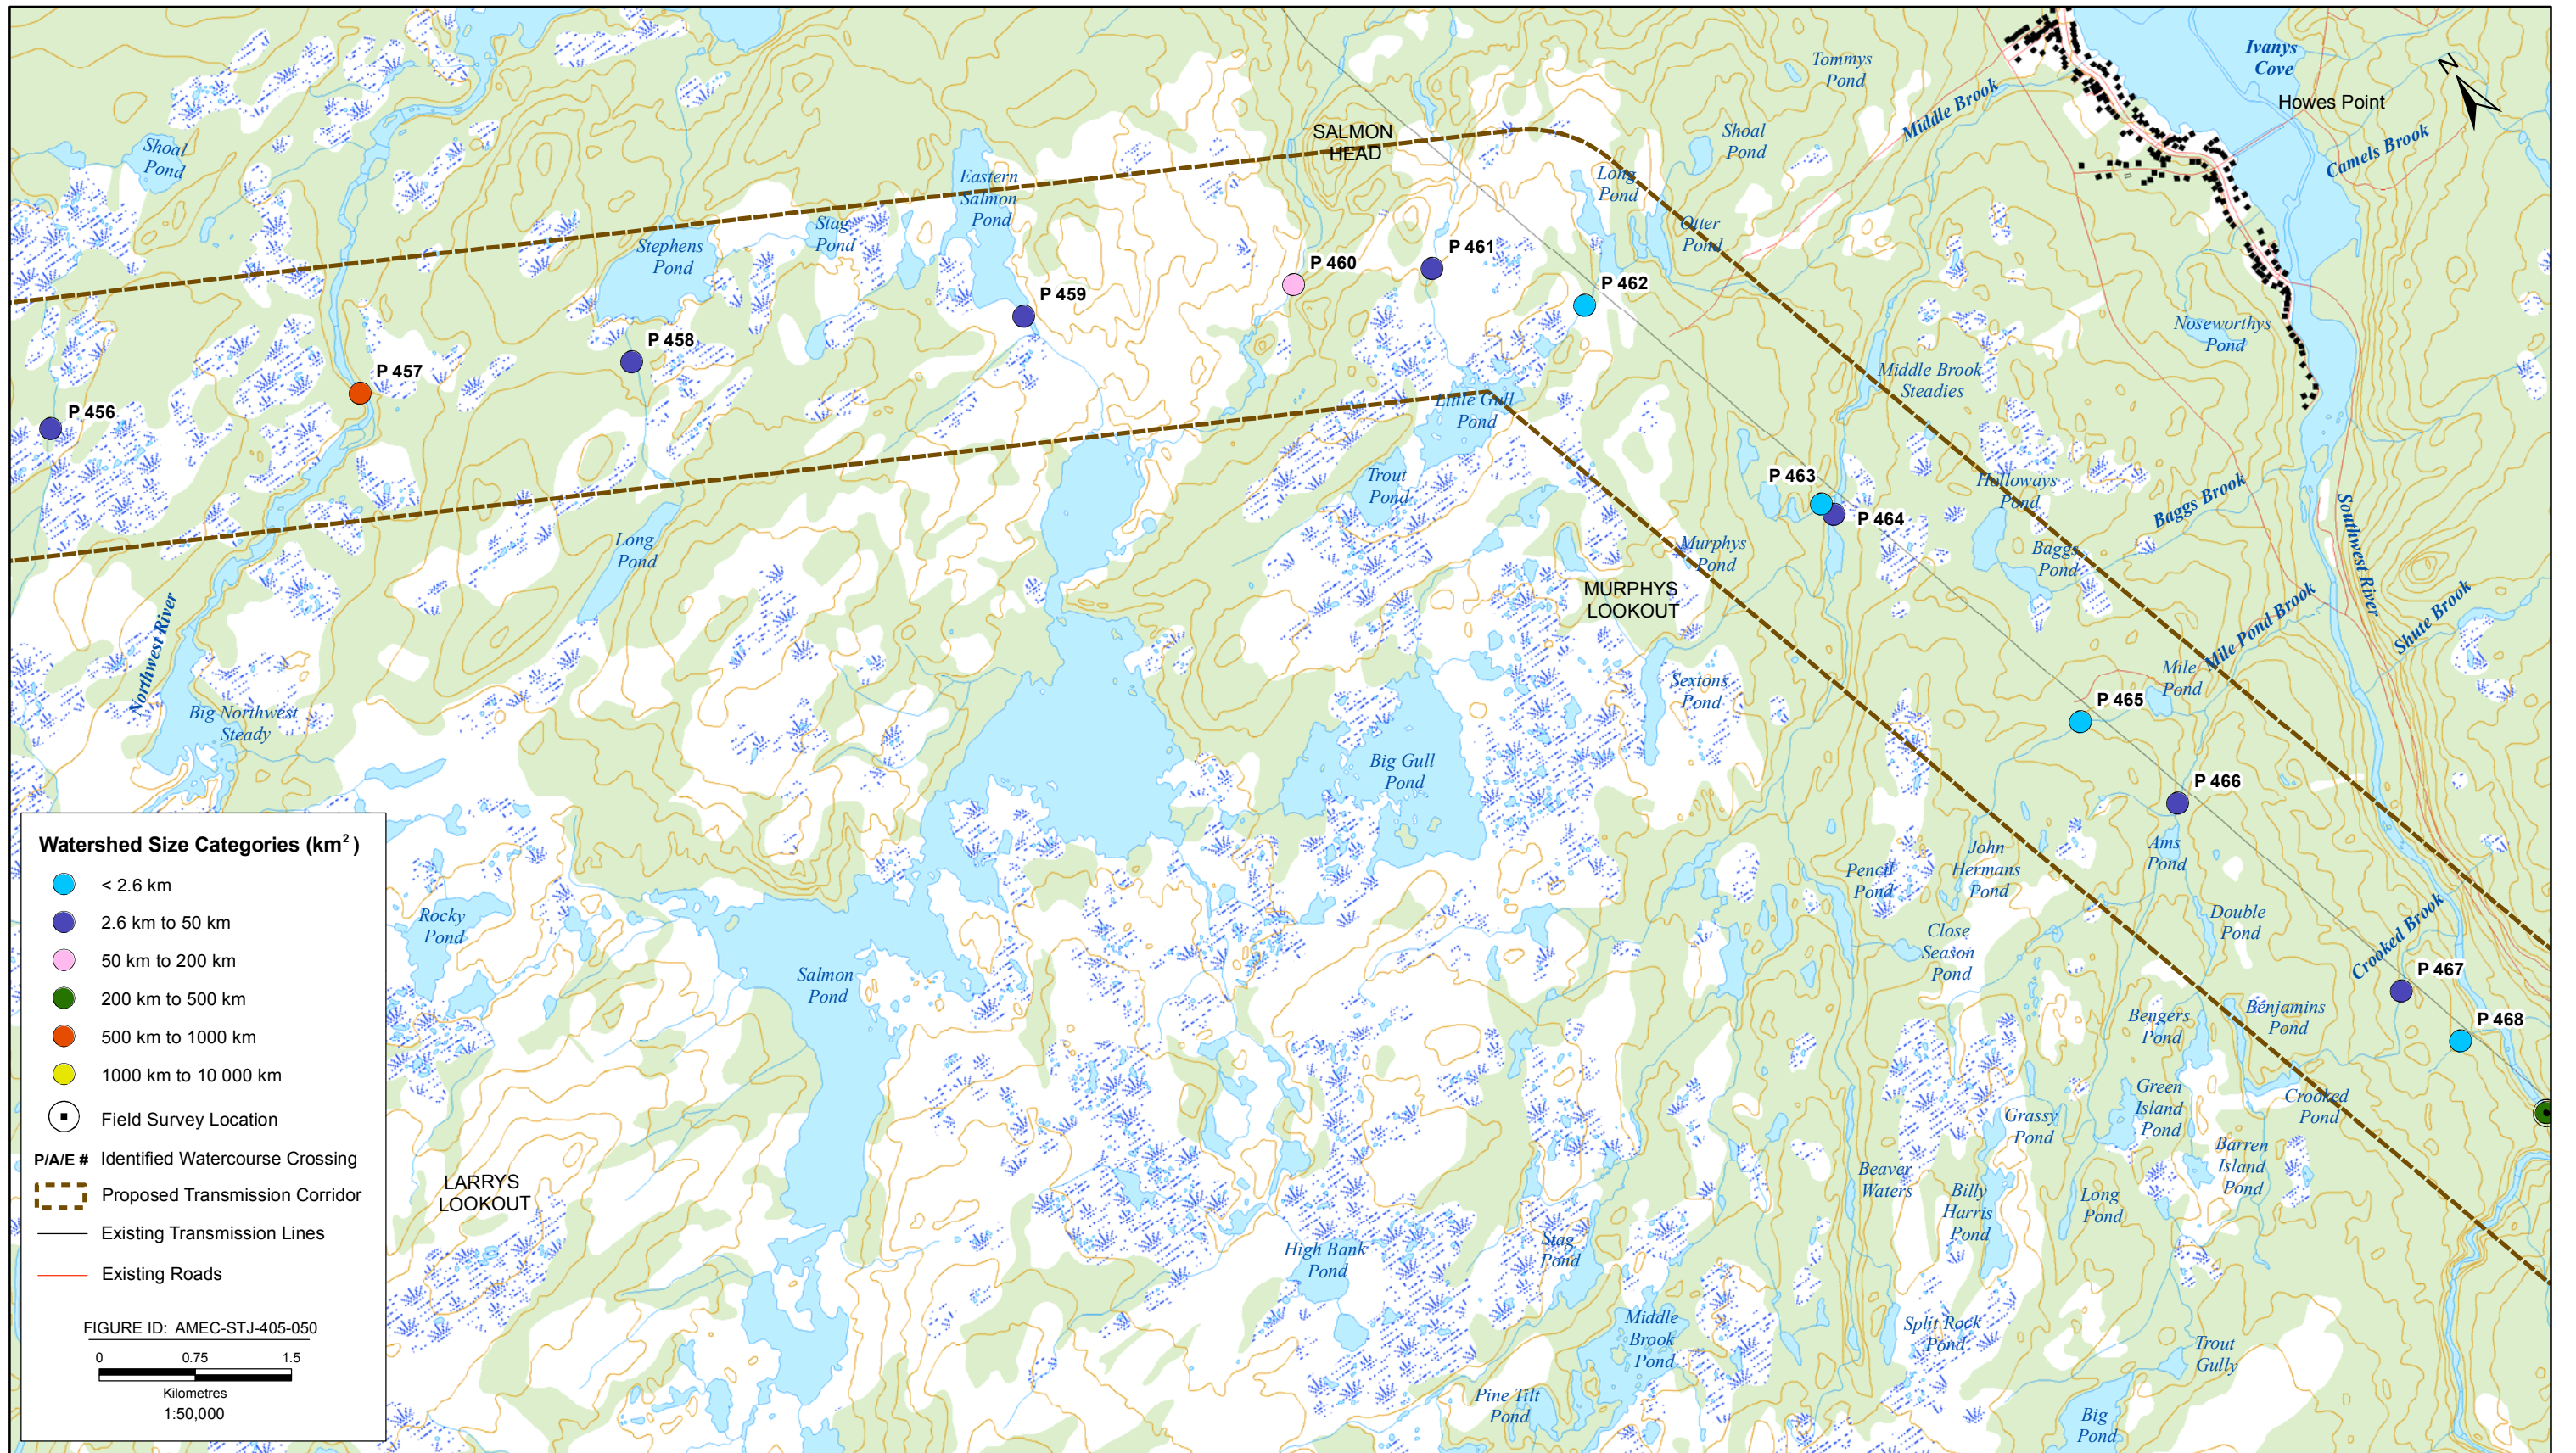 Ivanys
Cove
Howes Point
N
Tommys
Pond
Middle Brook
Camels Brook
Shoal
Pond
SALMON
HEAD
Shoal
Pond
Eastern
Salmon
Pond
Long
Pond
Stag
Pond
Otter
Pond
Stephens
Pond
P 461
P 460
P 462
P 459
Noseworthys
Pond
P 458
P 457
Middle Brook
Steadies
P 456
Little Gull
Pond
Trout
Pond
P 463
P 464
Holloways
Pond
Baggs Brook
Southwest River
Long
Pond
Murphys
Pond
Baggs
Pond
MURPHYS
LOOKOUT
Mile Pond Brook
Shute Brook
Northwest River
Sextons
Pond
Mile
Pond
P 465
Big Northwest
Steady
Big Gull
Pond
P 466
Ams
Pond
John
Hermans
Pond
Pencil
Pond
Double
Pond
Crooked Brook
Close
Season
Pond
P 467
Rocky
Pond
Salmon
Pond
Bengers
Pond
Benjamins
Pond
P 468
Green
Island
Pond
Crooked
Pond
Grassy
Pond
Barren
Island
Pond
Beaver
Waters
Billy
Harris
Pond
Long
Pond
LARRYS
LOOKOUT
High Bank
Pond
Stag
Pond
Middle
Brook
Pond
Split Rock
Pond
Trout
Gully
Pine Tilt
Pond
Big
Pond
Watershed Size Categories (km²)
< 2.6 km
2.6 km to 50 km
50 km to 200 km
200 km to 500 km
500 km to 1000 km
1000 km to 10 000 km
Field Survey Location
P/A/E # Identified Watercourse Crossing
Proposed Transmission Corridor
Existing Transmission Lines
Existing Roads
FIGURE ID: AMEC-STJ-405-050
0 0.75 1.5
Kilometres
1:50,000